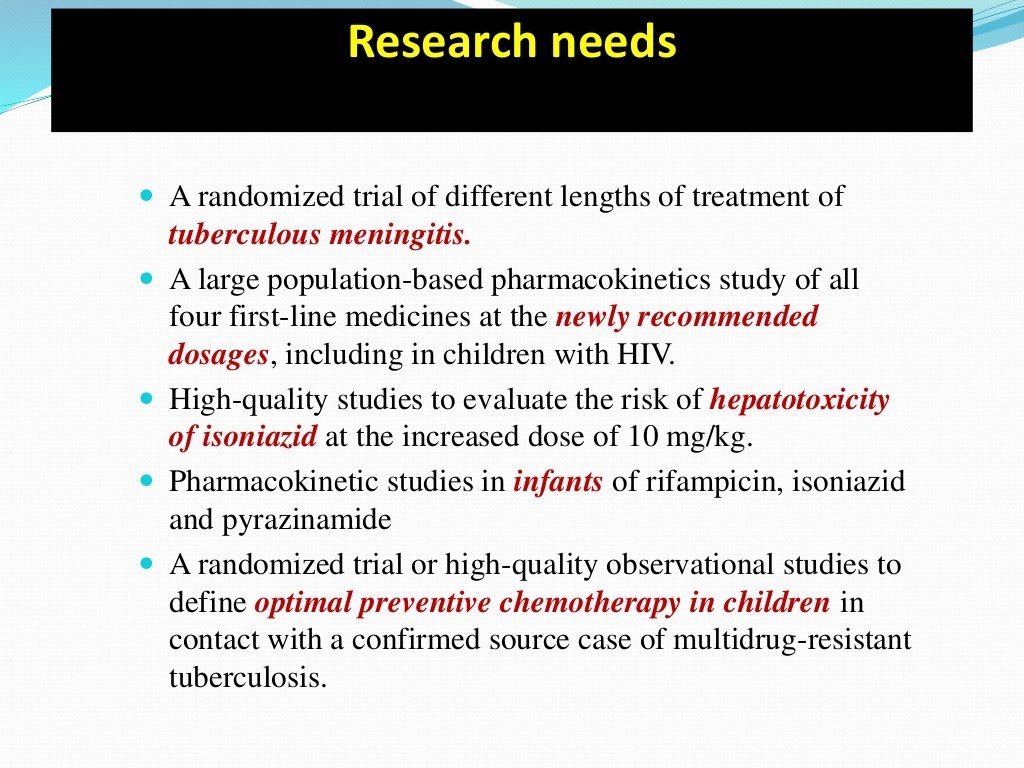 Research needs
A randomized trial of different lengths of treatment of
tuberculous meningitis.
A large population-based pharmacokinetics study of all
four first-line medicines at the newly recommended
dosages, including in children with HIV.
High-quality studies to evaluate the risk of hepatotoxicity
of isoniazid at the increased dose of 10 mg/kg.
Pharmacokinetic studies in infants of rifampicin, isoniazid
and pyrazinamide
A randomized trial or high-quality observational studies to
define optimal preventive chemotherapy in children in
contact with a confirmed source case of multidrug-resistant
tuberculosis.